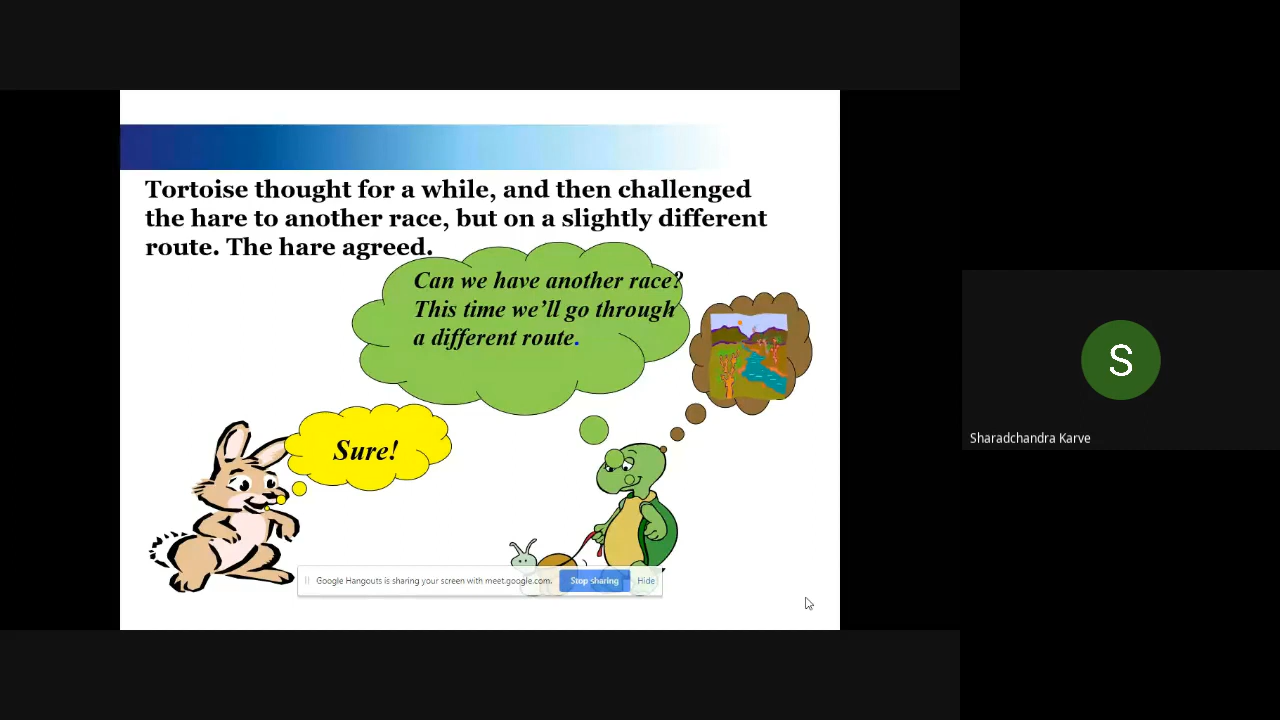 Tortoise thought for a while, and then challenged
the hare to another race, but on a slightly different
route. The hare agreed.
Can we have another race?
This time we'll go through
a different route.
Sure!
Google Hangouts is sharing your screen with meet.google.com.
Stop sharing
Hide
S
Sharadchandra Karve